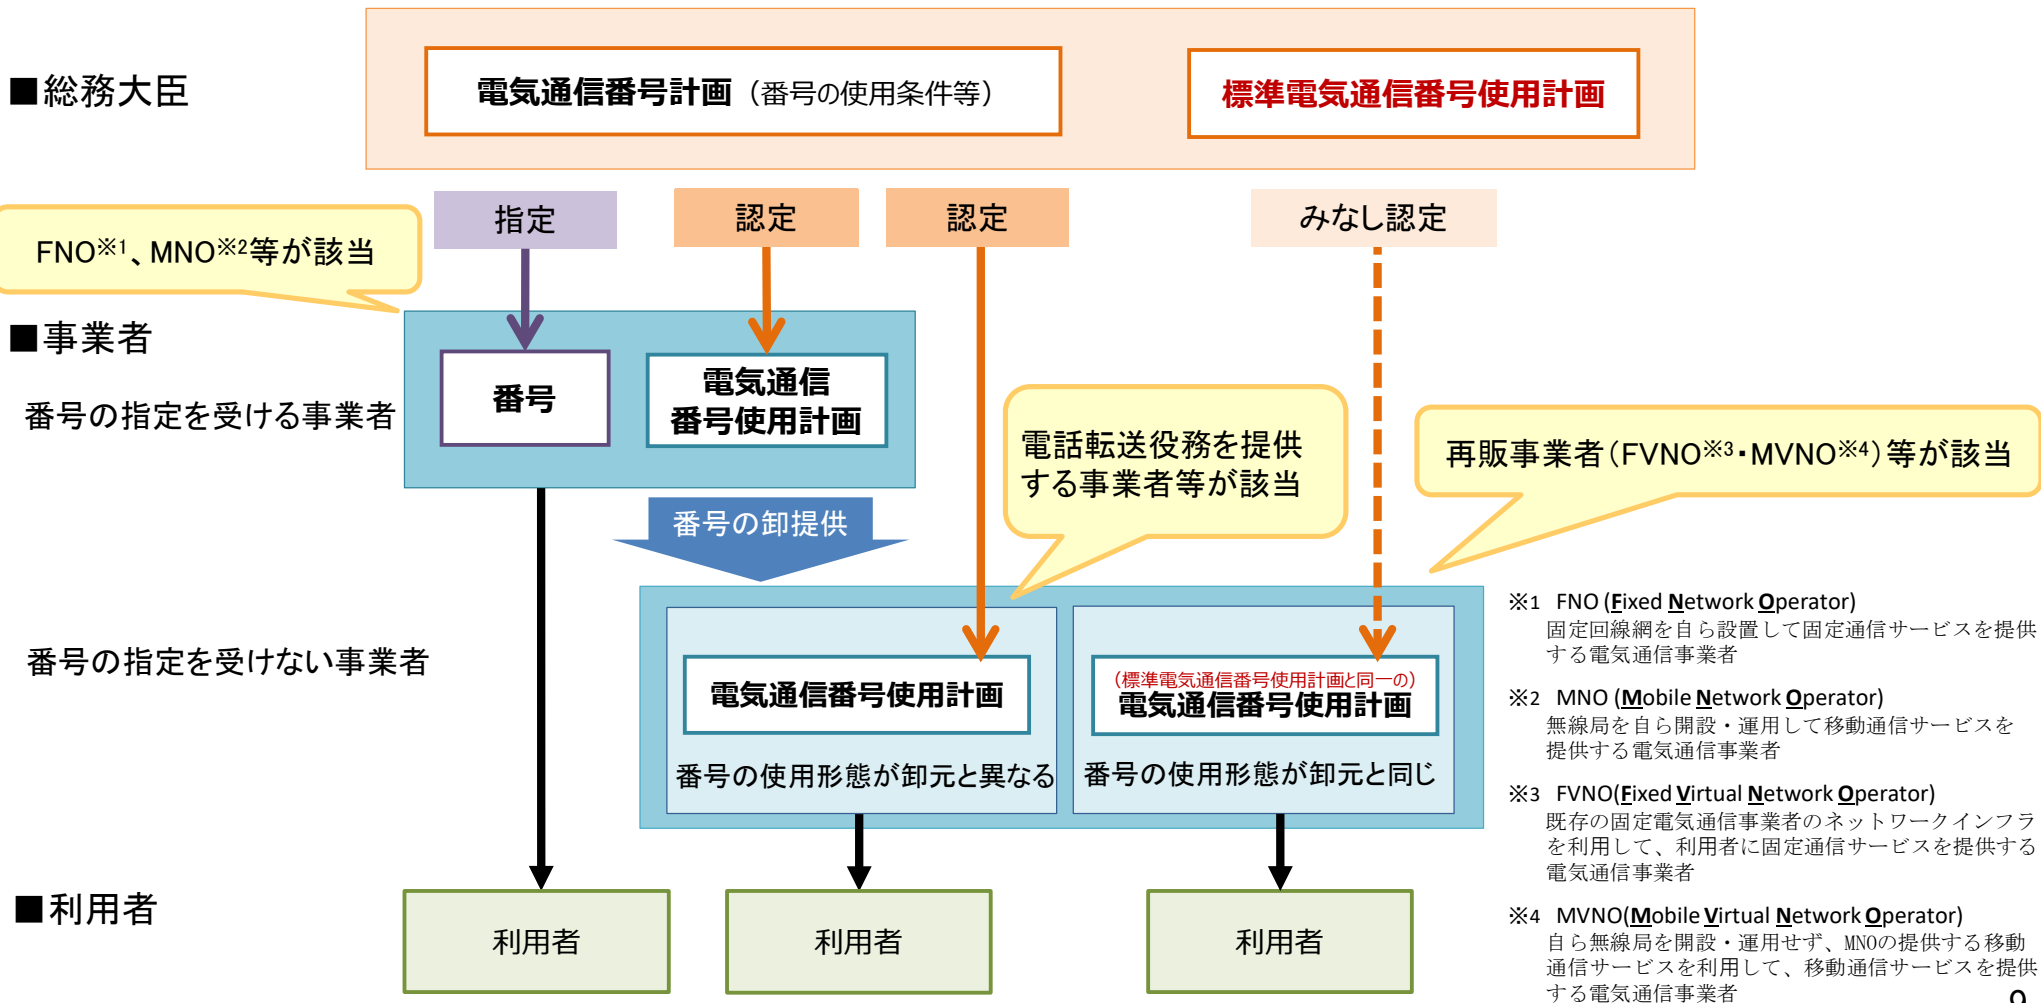 ■総務大臣
電気通信番号計画（番号の使用条件等）
標準電気通信番号使用計画
指定
認定
認定
みなし認定
FNO※1、MNO※2等が該当
■事業者
番号の指定を受ける事業者
番号
電気通信
番号使用計画
電話転送役務を提供
する事業者等が該当
再販事業者（FVNO※3・MVNO※4）等が該当
番号の卸提供
番号の指定を受けない事業者
電気通信番号使用計画
番号の使用形態が卸元と異なる
（標準電気通信番号使用計画と同一の）
電気通信番号使用計画
番号の使用形態が卸元と同じ
■利用者
利用者
利用者
利用者
※1 FNO (Fixed Network Operator)
固定回線網を自ら設置して固定通信サービスを提供
する電気通信事業者
※2 MNO (Mobile Network Operator)
無線局を自ら開設・運用して移動通信サービスを
提供する電気通信事業者
※3 FVNO(Fixed Virtual Network Operator)
既存の固定電気通信事業者のネットワークインフラ
を利用して、利用者に固定通信サービスを提供する
電気通信事業者
※4 MVNO(Mobile Virtual Network Operator)
自ら無線局を開設・運用せず、MNOの提供する移動
通信サービスを利用して、移動通信サービスを提供
する電気通信事業者